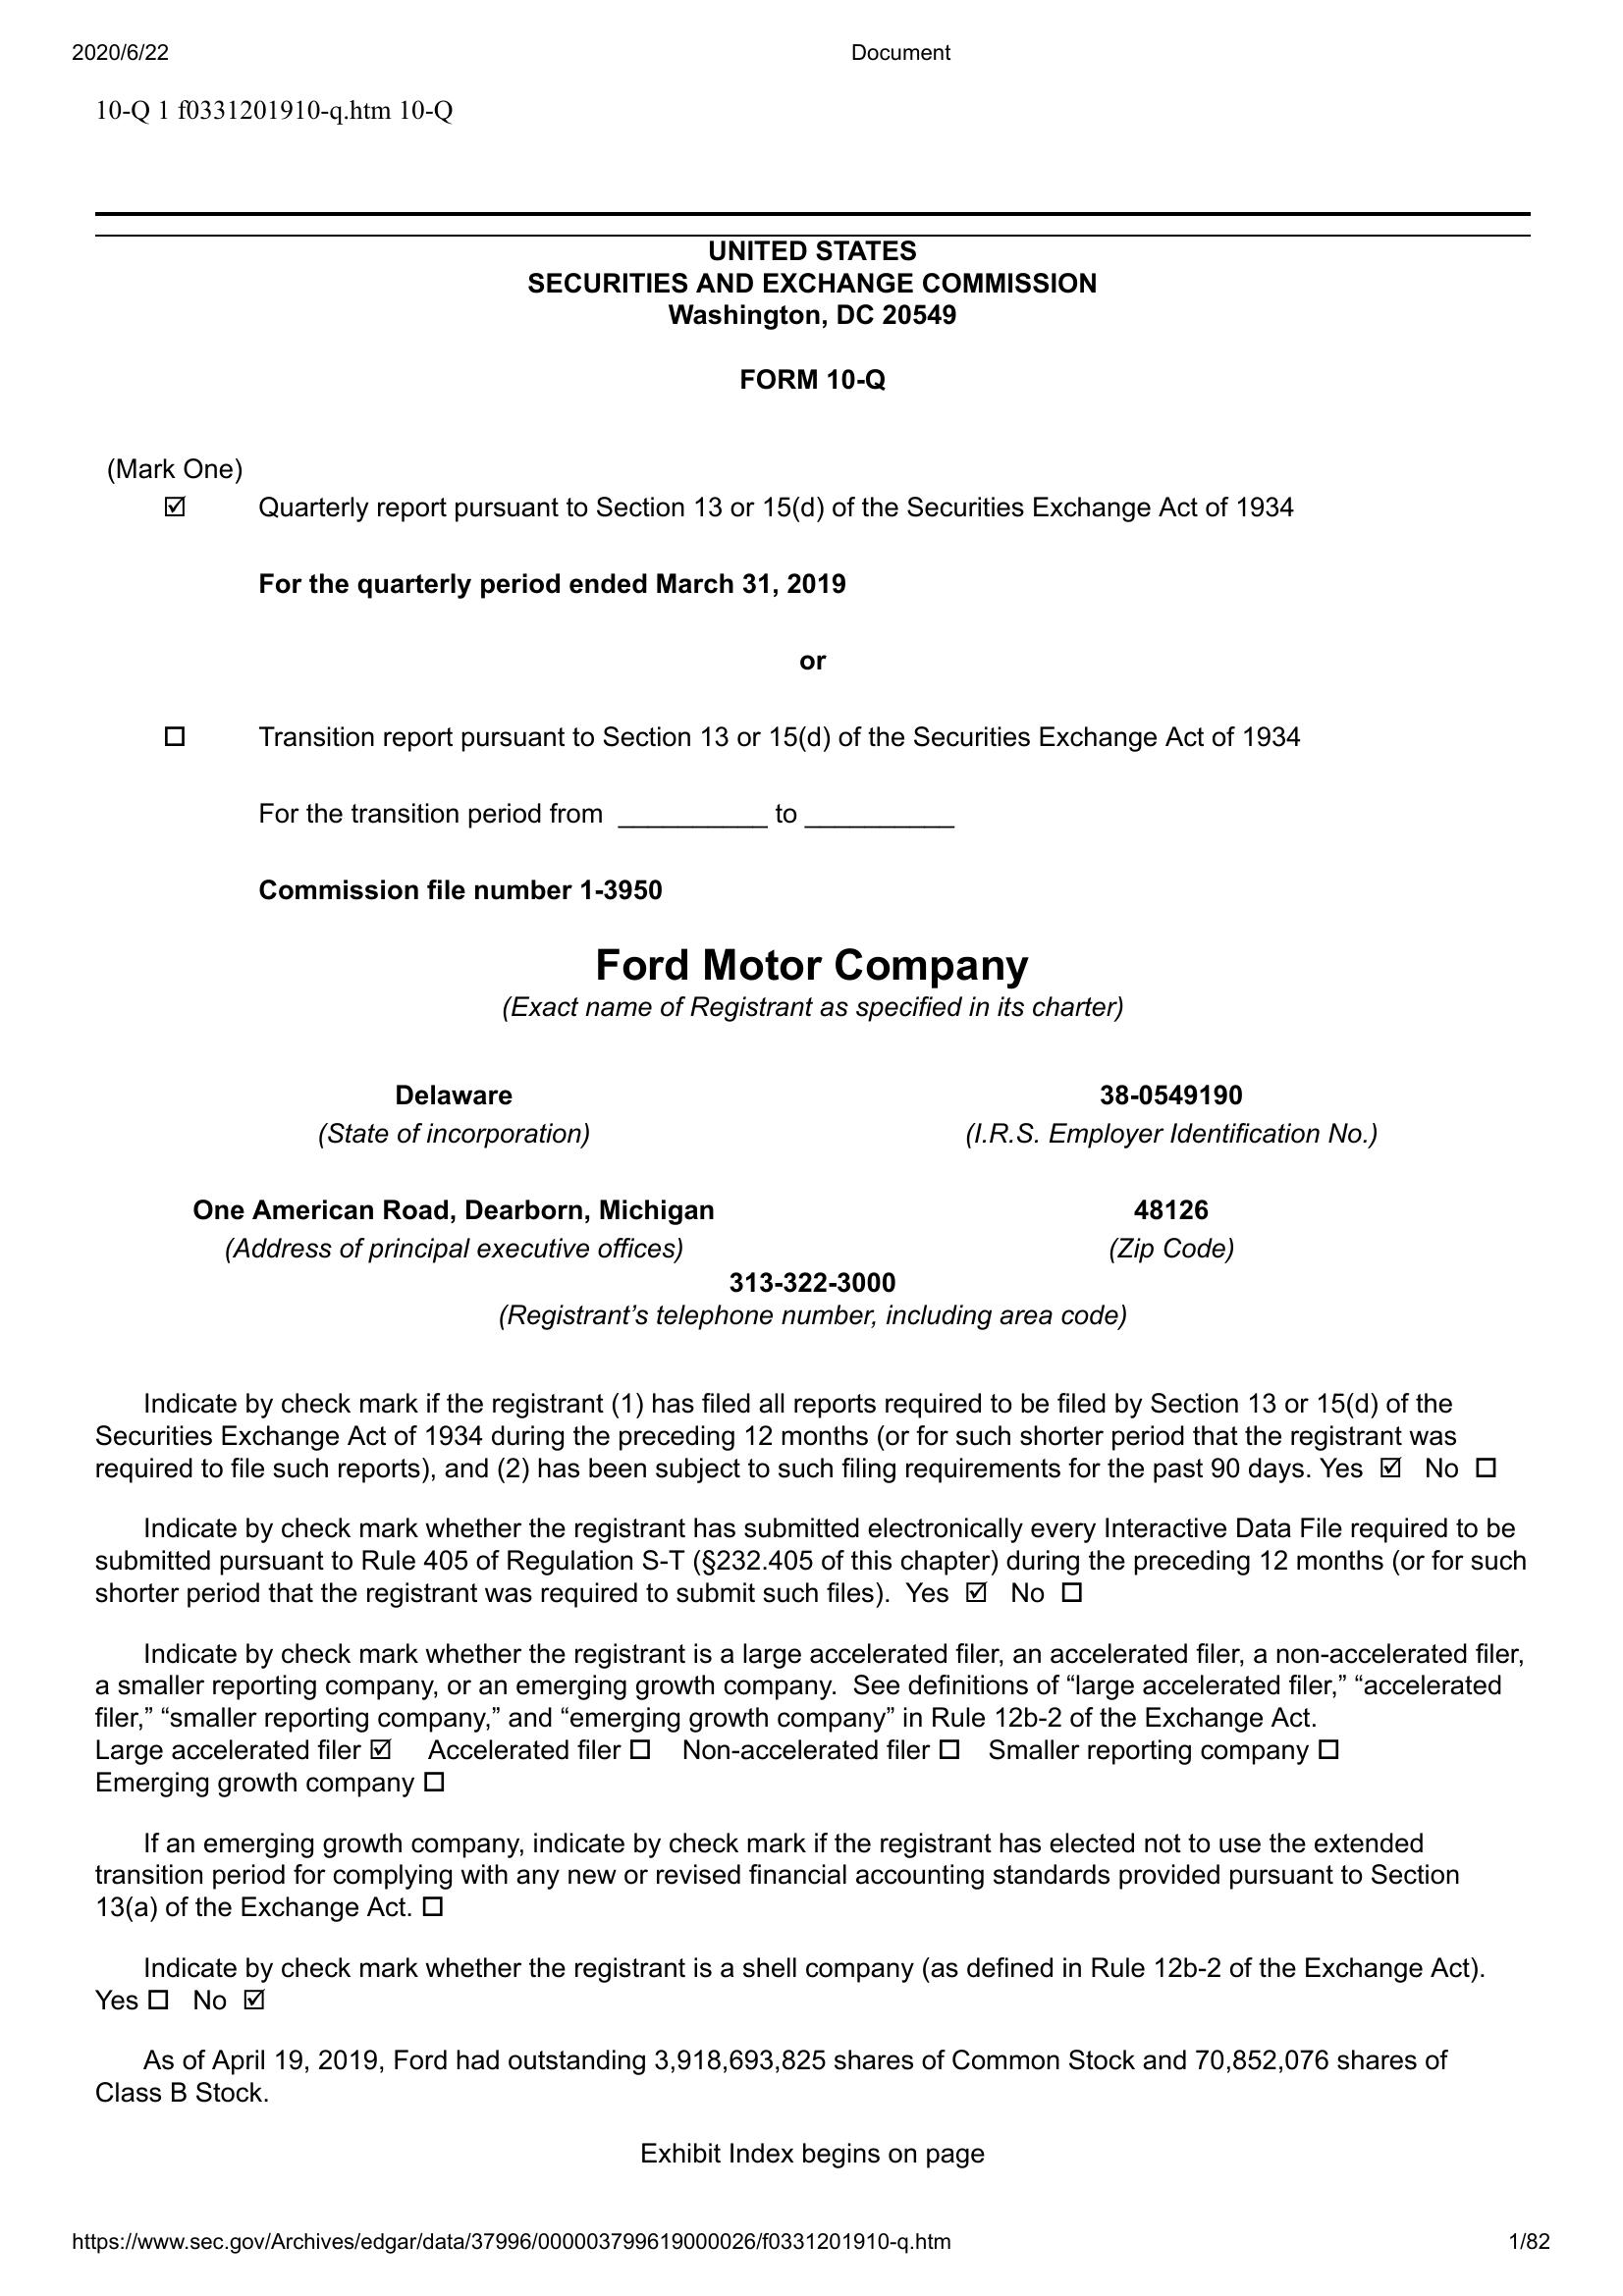 2020/6/22 Document
10-Q 1 f0331201910-q.htm 10-Q
UNITED STATES
SECURITIES AND EXCHANGE COMMISSION
Washington, DC 20549
FORM 10-Q
(Mark One)
☑ Quarterly report pursuant to Section 13 or 15(d) of the Securities Exchange Act of 1934
For the quarterly period ended March 31, 2019
or
☐ Transition report pursuant to Section 13 or 15(d) of the Securities Exchange Act of 1934
For the transition period from __________ to __________
Commission file number 1-3950
Ford Motor Company
(Exact name of Registrant as specified in its charter)
Delaware 38-0549190
(State of incorporation) (I.R.S. Employer Identification No.)
One American Road, Dearborn, Michigan 48126
(Address of principal executive offices) (Zip Code)
313-322-3000
(Registrant’s telephone number, including area code)
Indicate by check mark if the registrant (1) has filed all reports required to be filed by Section 13 or 15(d) of the
Securities Exchange Act of 1934 during the preceding 12 months (or for such shorter period that the registrant was
required to file such reports), and (2) has been subject to such filing requirements for the past 90 days. Yes ☑ No ☐
Indicate by check mark whether the registrant has submitted electronically every Interactive Data File required to be
submitted pursuant to Rule 405 of Regulation S-T (§232.405 of this chapter) during the preceding 12 months (or for such
shorter period that the registrant was required to submit such files). Yes ☑ No ☐
Indicate by check mark whether the registrant is a large accelerated filer, an accelerated filer, a non-accelerated filer,
a smaller reporting company, or an emerging growth company. See definitions of “large accelerated filer,” “accelerated
filer,” “smaller reporting company,” and “emerging growth company” in Rule 12b-2 of the Exchange Act.
Large accelerated filer ☑ Accelerated filer ☐ Non-accelerated filer ☐ Smaller reporting company ☐
Emerging growth company ☐
If an emerging growth company, indicate by check mark if the registrant has elected not to use the extended
transition period for complying with any new or revised financial accounting standards provided pursuant to Section
13(a) of the Exchange Act. ☐
Indicate by check mark whether the registrant is a shell company (as defined in Rule 12b-2 of the Exchange Act).
Yes ☐ No ☑
As of April 19, 2019, Ford had outstanding 3,918,693,825 shares of Common Stock and 70,852,076 shares of
Class B Stock.
Exhibit Index begins on page
https://www.sec.gov/Archives/edgar/data/37996/000003799619000026/f0331201910-q.htm 1/82